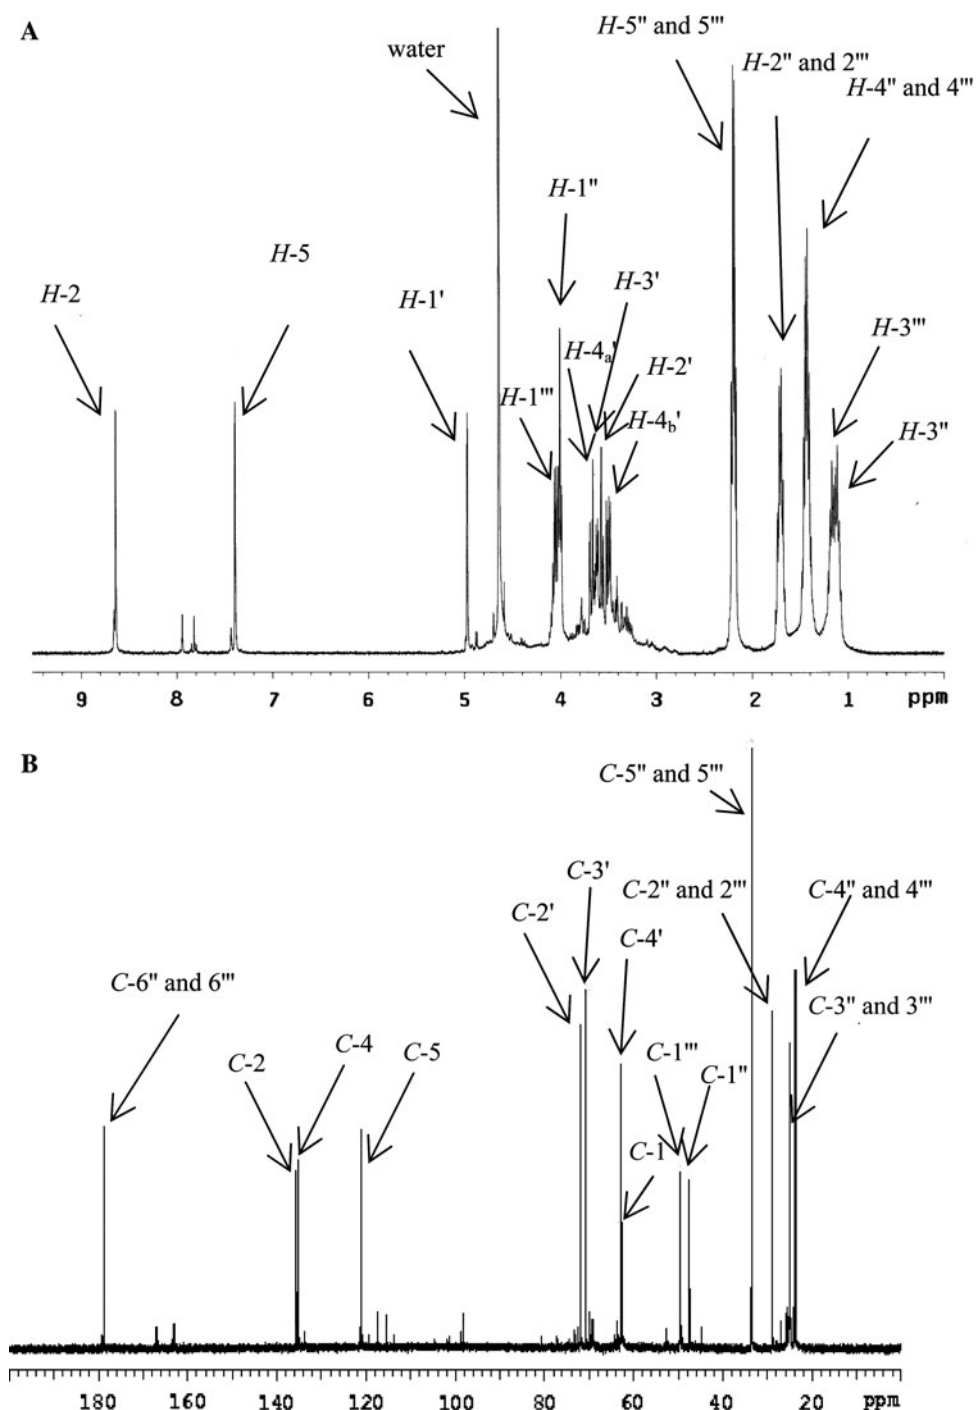 A
H-5'' and 5'''
water
H-2'' and 2'''
H-4'' and 4'''
H-1''
H-5
H-3'
H-2
H-1'
H-4a'
H-3'''
H-2'
H-1'''
H-4b'
H-3''
9 8 7 6 5 4 3 2 1 ppm
B
C-5'' and 5'''
C-3'
C-2'' and 2'''
C-4'' and 4'''
C-2'
C-4'
C-6'' and 6'''
C-3'' and 3'''
C-4
C-2
C-5
C-1'''
C-1''
C-1
180 160 140 120 100 80 60 40 20 ppm